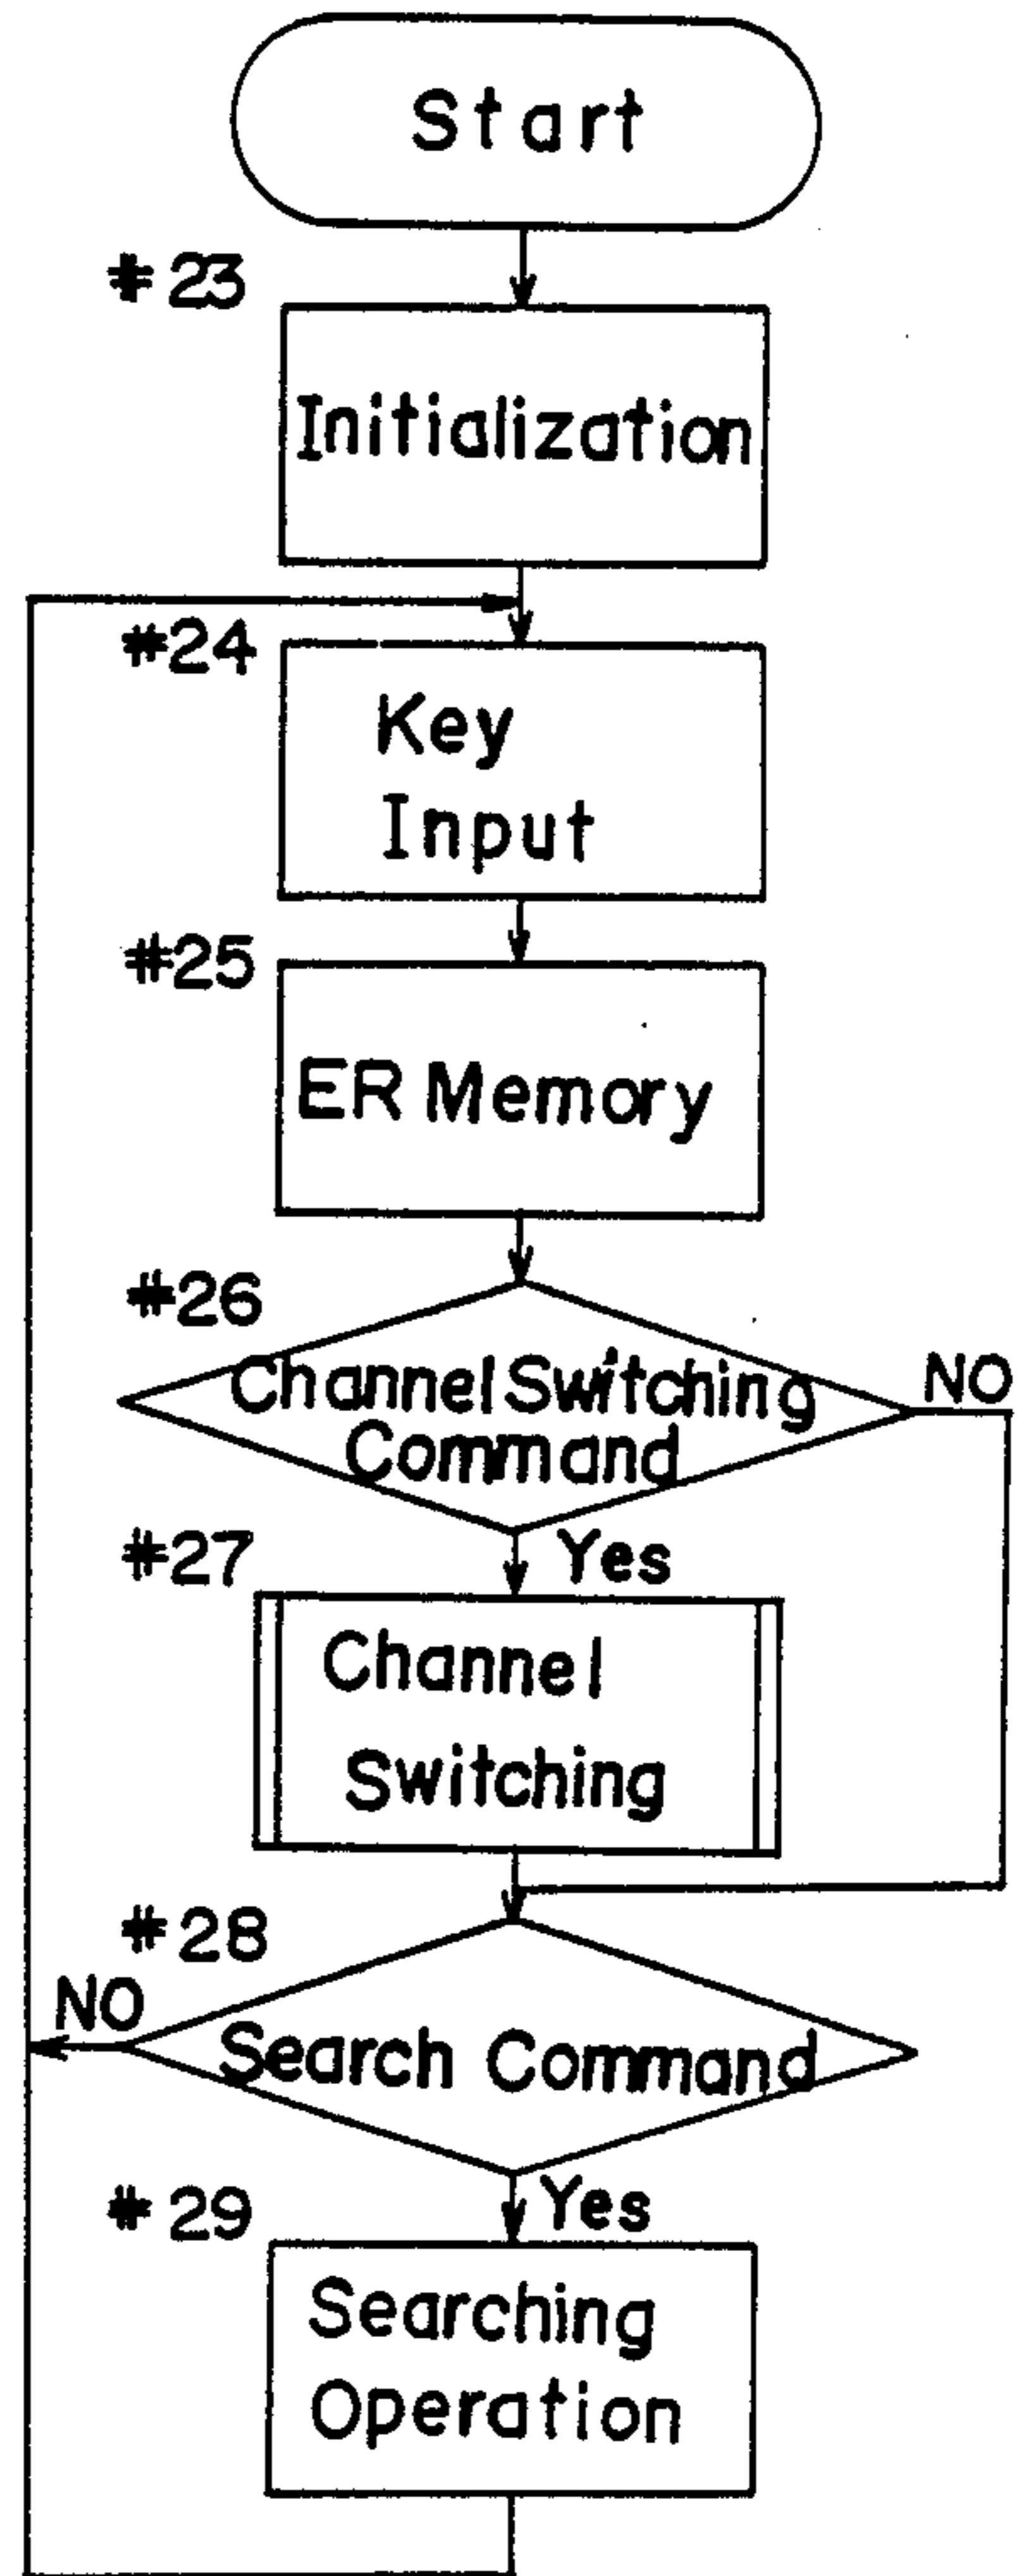 Start
#23
Initialization
#24
Key
Input
#25
ER Memory
#26
Channel Switching
Command
NO
Yes
#27
Channel
Switching
#28
NO
Search Command
Yes
#29
Searching
Operation